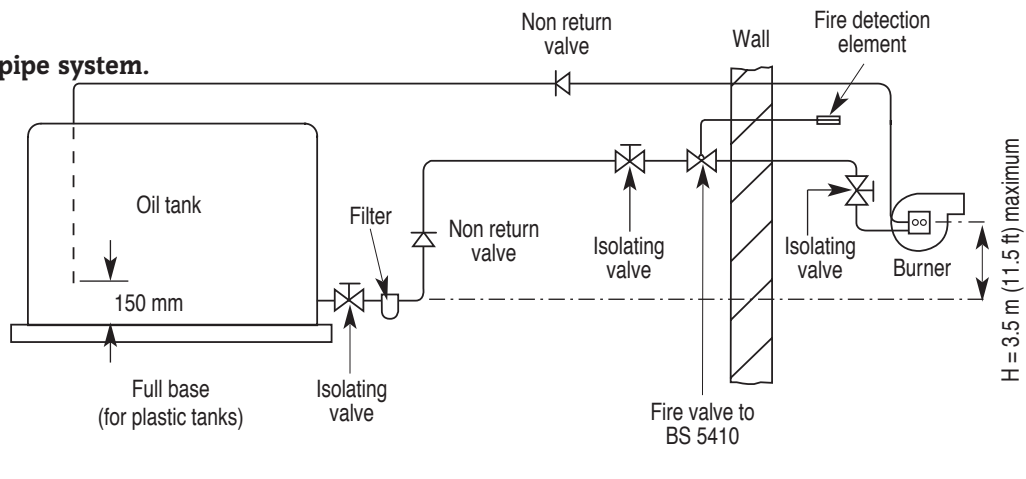 pipe system.
Non return
valve
Wall
Fire detection
element
Oil tank
Filter
Non return
valve
Isolating
valve
Isolating
valve
Burner
150 mm
H = 3.5 m (11.5 ft) maximum
Full base
(for plastic tanks)
Isolating
valve
Fire valve to
BS 5410